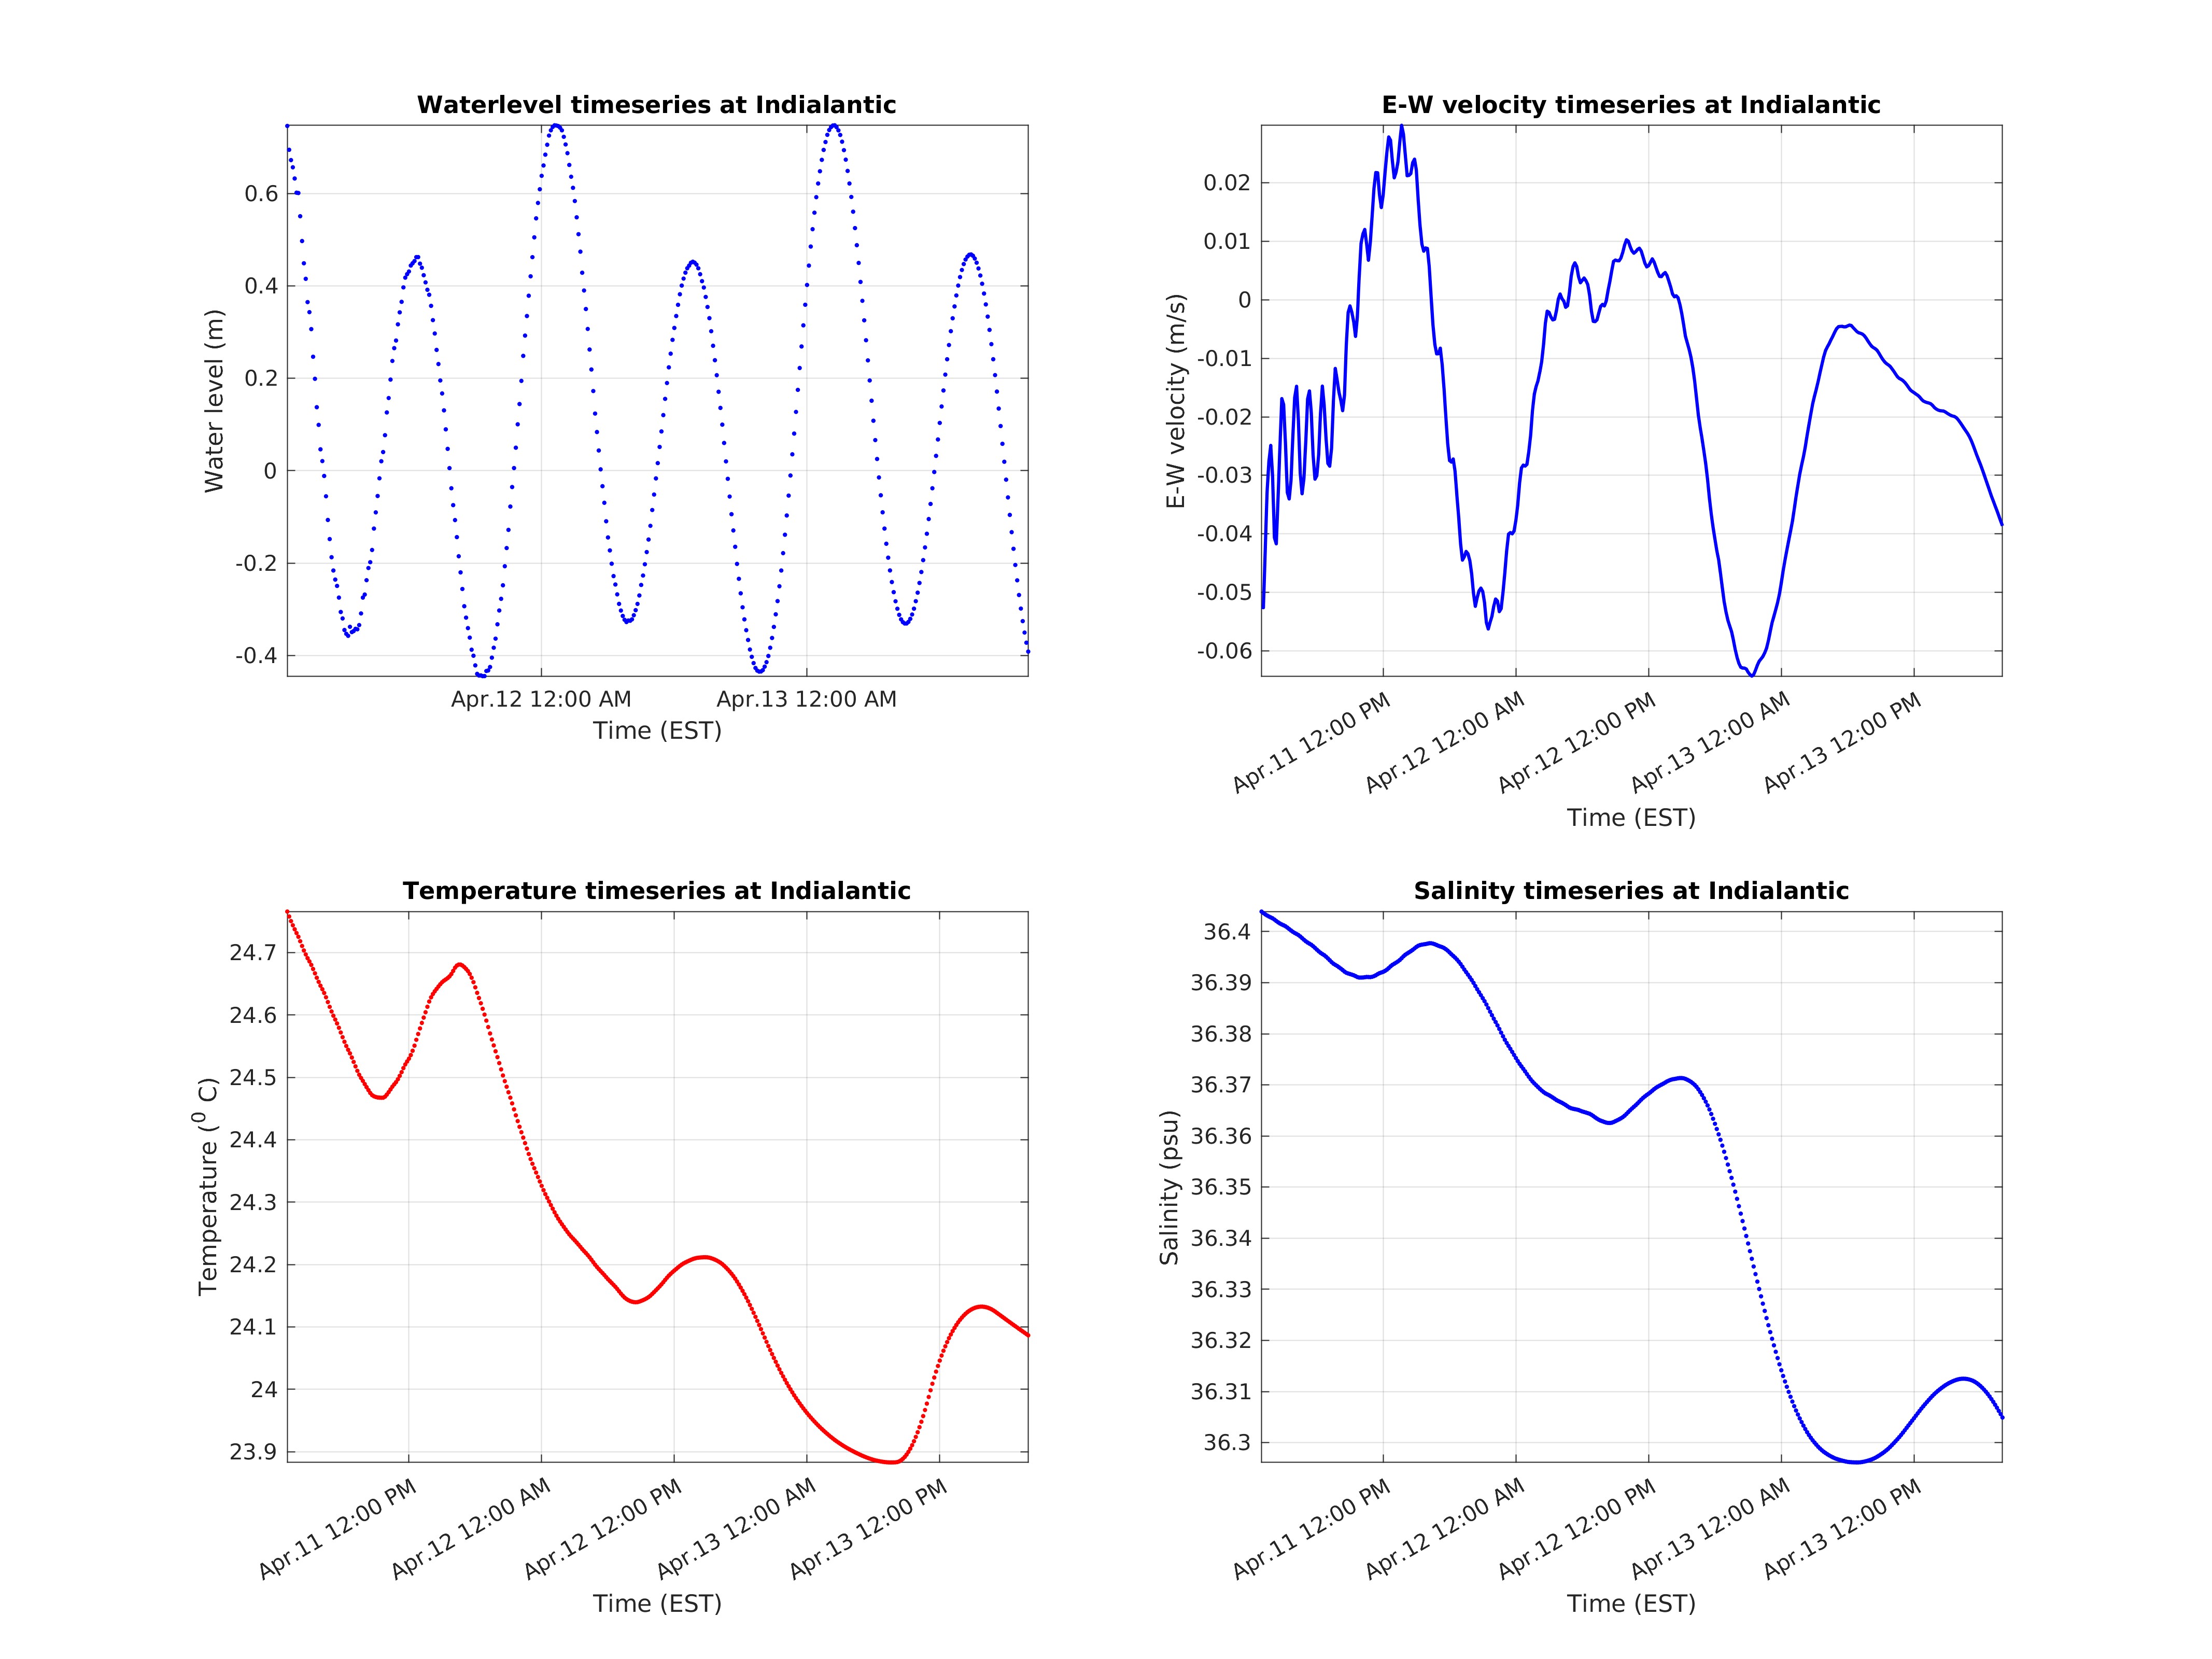 Waterlevel timeseries at Indialantic
Water level (m)
0.6
0.4
0.2
0
-0.2
-0.4
Apr.12 12:00 AM
Apr.13 12:00 AM
Time (EST)
E-W velocity timeseries at Indialantic
E-W velocity (m/s)
0.02
0.01
0
-0.01
-0.02
-0.03
-0.04
-0.05
-0.06
Apr.11 12:00 PM
Apr.12 12:00 AM
Apr.12 12:00 PM
Apr.13 12:00 AM
Apr.13 12:00 PM
Time (EST)
Temperature timeseries at Indialantic
Temperature (⁰ C)
24.7
24.6
24.5
24.4
24.3
24.2
24.1
24
23.9
Apr.11 12:00 PM
Apr.12 12:00 AM
Apr.12 12:00 PM
Apr.13 12:00 AM
Apr.13 12:00 PM
Time (EST)
Salinity timeseries at Indialantic
Salinity (psu)
36.4
36.39
36.38
36.37
36.36
36.35
36.34
36.33
36.32
36.31
36.3
Apr.11 12:00 PM
Apr.12 12:00 AM
Apr.12 12:00 PM
Apr.13 12:00 AM
Apr.13 12:00 PM
Time (EST)